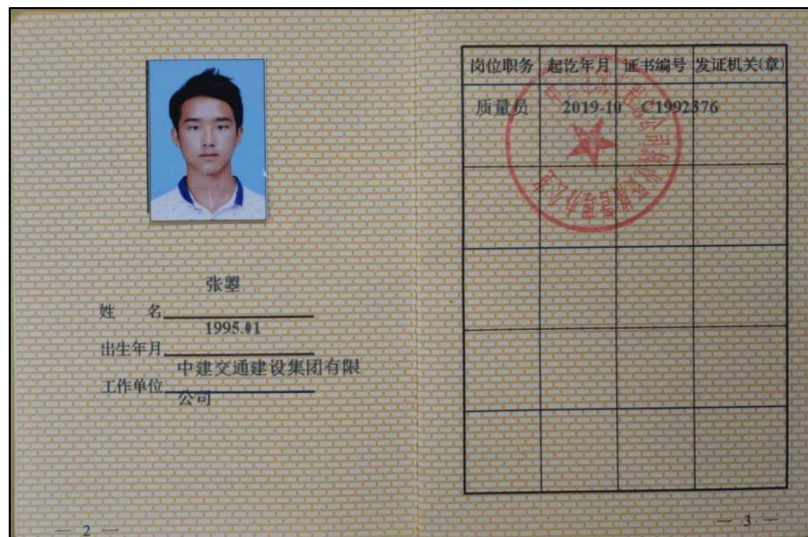 张曌
姓 名
1995.01
出生年月
中建交通建设集团有限
工作单位
公司
— 2 —
岗位职务 起讫年月 证书编号 发证机关(章)
质量员 2019-10 C1992376
— 3 —